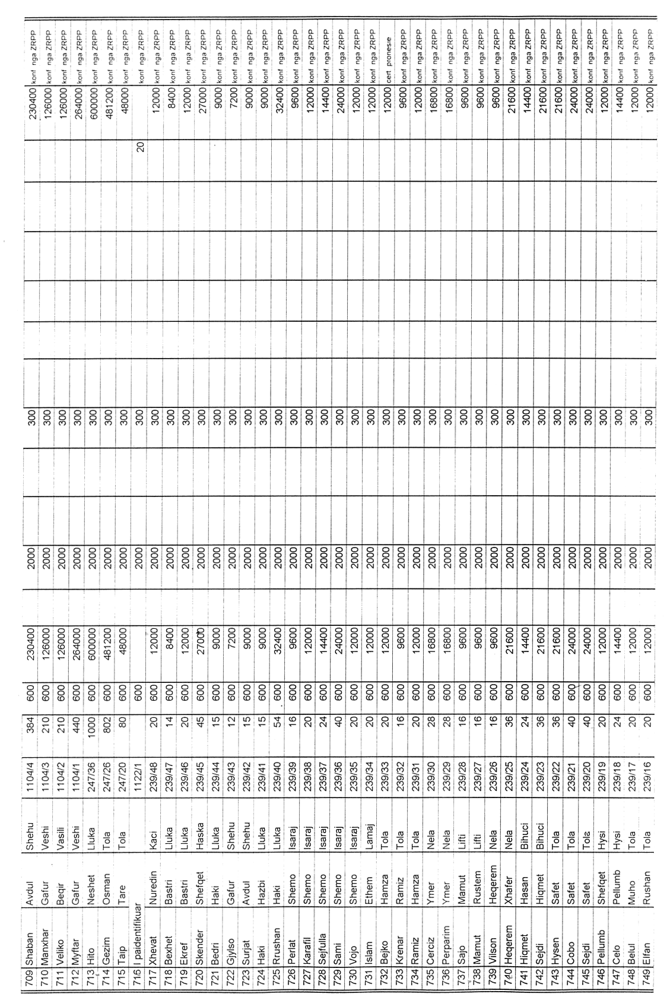 709 Shaban Avdul Shehu 1104/4 384 600 230400 2000 300 230400 konf nga ZRPP
710 Manxhar Gafur Veshi 1104/3 210 600 126000 2000 300 126000 konf nga ZRPP
711 Veliko Beqir Vasili 1104/2 210 600 126000 2000 300 126000 konf nga ZRPP
712 Myftar Gafur Veshi 1104/1 440 600 264000 2000 300 264000 konf nga ZRPP
713 Hito Neshet Lluka 247/36 1000 600 600000 2000 300 600000 konf nga ZRPP
714 Gezim Osman Tola 247/26 802 600 481200 2000 300 481200 konf nga ZRPP
715 Taip Tare Tola 247/20 80 600 48000 2000 300 48000 konf nga ZRPP
716 I paidentifikuar 1122/1 600 2000 300 20 konf nga ZRPP
717 Xhevat Nuredin Kaci 239/48 20 600 12000 2000 300 12000 konf nga ZRPP
718 Bexhet Bastri Lluka 239/47 14 600 8400 2000 300 8400 konf nga ZRPP
719 Ekref Bastri Lluka 239/46 20 600 12000 2000 300 12000 konf nga ZRPP
720 Skender Shefqet Haska 239/45 45 600 27000 2000 300 27000 konf nga ZRPP
721 Bedri Haki Lluka 239/44 15 600 9000 2000 300 9000 konf nga ZRPP
722 Gjylso Gafur Shehu 239/43 12 600 7200 2000 300 7200 konf nga ZRPP
723 Surjat Avdul Shehu 239/42 15 600 9000 2000 300 9000 konf nga ZRPP
724 Haki Hazbi Lluka 239/41 15 600 9000 2000 300 9000 konf nga ZRPP
725 Rrushan Haki Lluka 239/40 54 600 32400 2000 300 32400 konf nga ZRPP
726 Perlat Shemo Isaraj 239/39 16 600 9600 2000 300 9600 konf nga ZRPP
727 Karafil Shemo Isaraj 239/38 20 600 12000 2000 300 12000 konf nga ZRPP
728 Sejfulla Shemo Isaraj 239/37 24 600 14400 2000 300 14400 konf nga ZRPP
729 Sami Shemo Isaraj 239/36 40 600 24000 2000 300 24000 konf nga ZRPP
730 Vojo Shemo Isaraj 239/35 20 600 12000 2000 300 12000 konf nga ZRPP
731 Islam Ethem Lamaj 239/34 20 600 12000 2000 300 12000 konf nga ZRPP
732 Bejko Hamza Tola 239/33 20 600 12000 2000 300 12000 cert pronesie
733 Krenar Ramiz Tola 239/32 16 600 9600 2000 300 9600 konf nga ZRPP
734 Ramiz Hamza Tola 239/31 20 600 12000 2000 300 12000 konf nga ZRPP
735 Cerciz Ymer Nela 239/30 28 600 16800 2000 300 16800 konf nga ZRPP
736 Perparim Ymer Nela 239/29 28 600 16800 2000 300 16800 konf nga ZRPP
737 Sajo Mamut Lifti 239/28 16 600 9600 2000 300 9600 konf nga ZRPP
738 Mamut Rustem Lifti 239/27 16 600 9600 2000 300 9600 konf nga ZRPP
739 Vilson Heqerem Nela 239/26 16 600 9600 2000 300 9600 konf nga ZRPP
740 Heqerem Xhafer Nela 239/25 36 600 21600 2000 300 21600 konf nga ZRPP
741 Hiqmet Hasan Bihuci 239/24 24 600 14400 2000 300 14400 konf nga ZRPP
742 Sejdi Hiqmet Bihuci 239/23 36 600 21600 2000 300 21600 konf nga ZRPP
743 Hysen Safet Tola 239/22 36 600 21600 2000 300 21600 konf nga ZRPP
744 Cobo Safet Tola 239/21 40 600 24000 2000 300 24000 konf nga ZRPP
745 Sejdi Safet Tola 239/20 40 600 24000 2000 300 24000 konf nga ZRPP
746 Pellumb Shefqet Hysi 239/19 20 600 12000 2000 300 12000 konf nga ZRPP
747 Celo Pellumb Hysi 239/18 24 600 14400 2000 300 14400 konf nga ZRPP
748 Belul Muho Tola 239/17 20 600 12000 2000 300 12000 konf nga ZRPP
749 Elfan Rushan Tola 239/16 20 600 12000 2000 300 12000 konf nga ZRPP